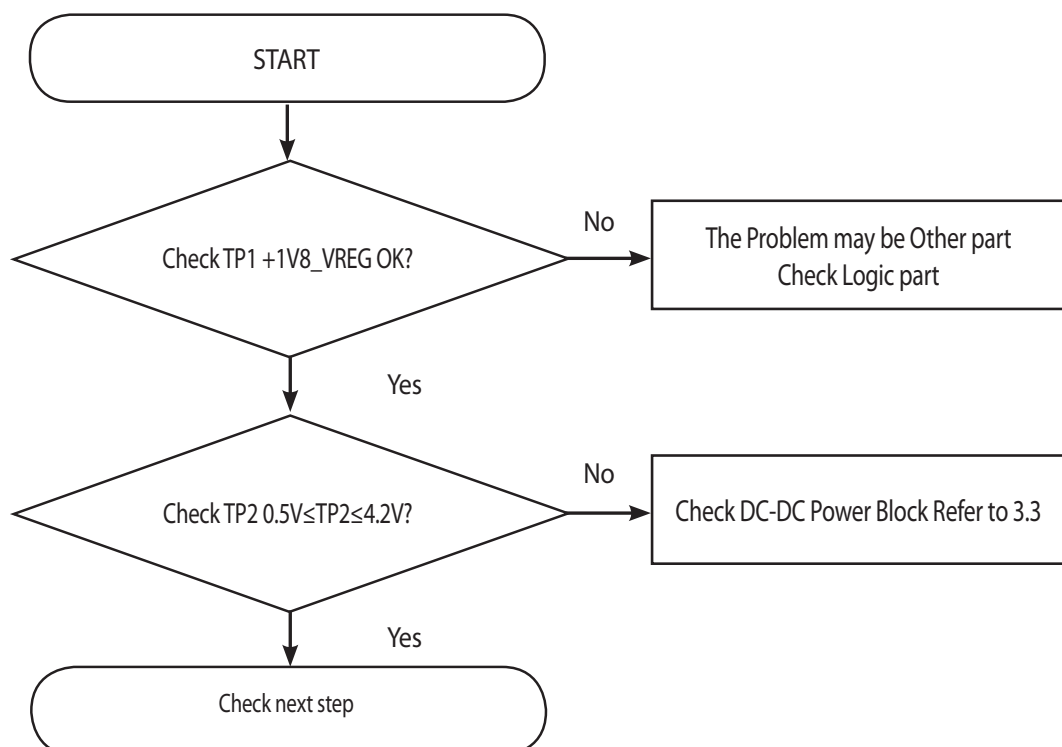 START
Check TP1 +1V8_VREG OK?
No
The Problem may be Other part
Check Logic part
Yes
Check TP2 0.5V≤TP2≤4.2V?
No
Check DC-DC Power Block Refer to 3.3
Yes
Check next step